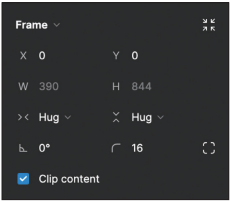 Frame
X 0 Y 0
W 390 H 844
Hug Hug
0° 16
Clip content